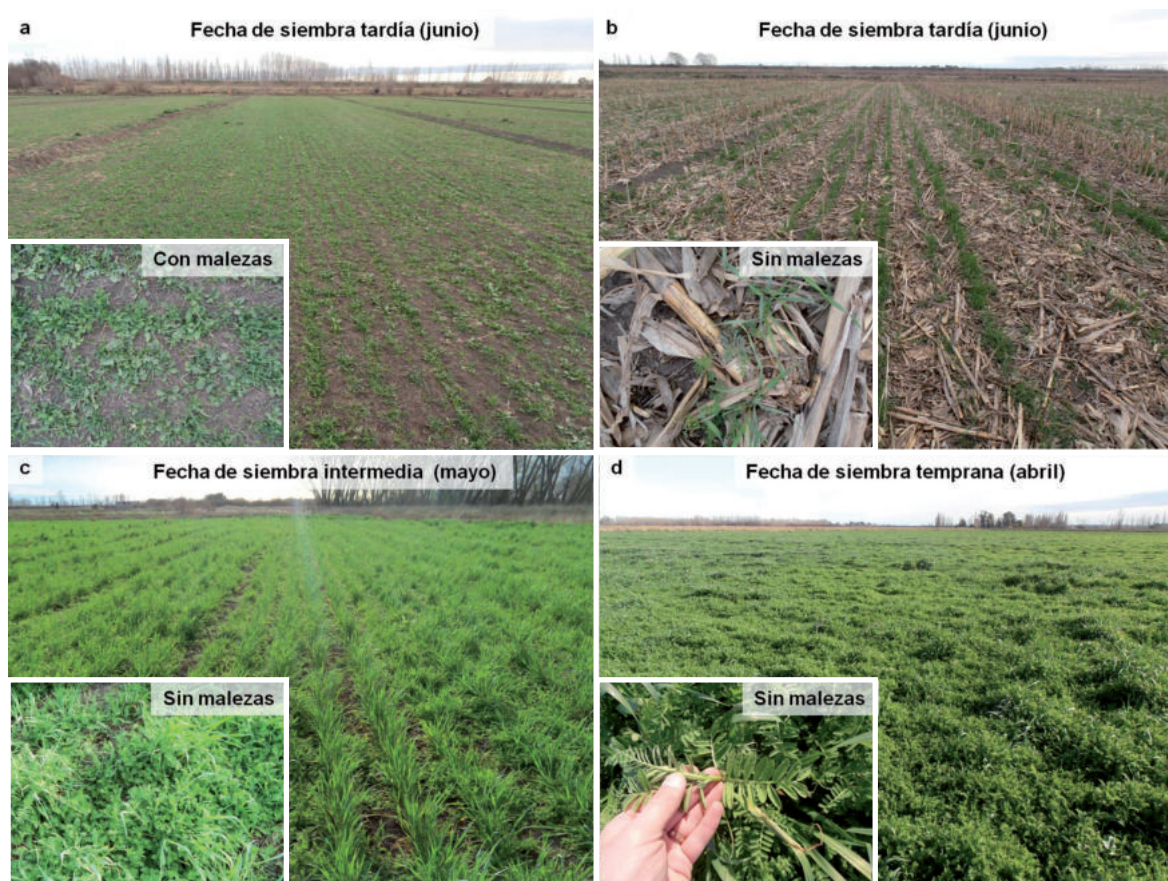 a
Fecha de siembra tardía (junio)
Con malezas
b
Fecha de siembra tardía (junio)
Sin malezas
c
Fecha de siembra intermedia (mayo)
Sin malezas
d
Fecha de siembra temprana (abril)
Sin malezas